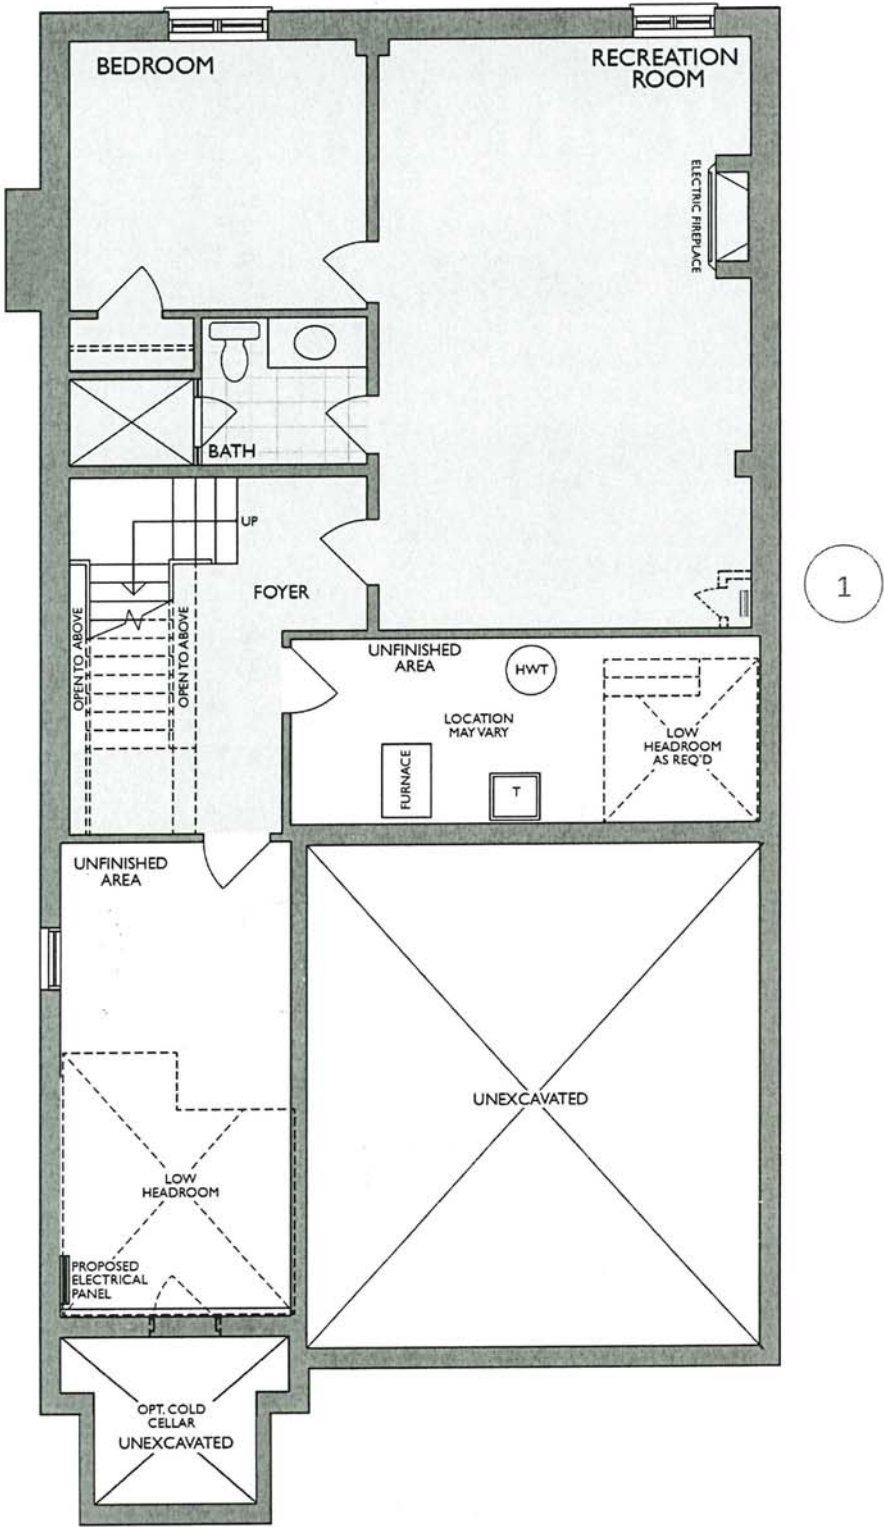 BEDROOM
RECREATION
ROOM
ELECTRIC FIREPLACE
BATH
UP
FOYER
OPEN TO ABOVE
OPEN TO ABOVE
1
UNFINISHED
AREA
HWT
LOCATION
MAY VARY
LOW
HEADROOM
AS REQ'D
FURNACE
T
UNFINISHED
AREA
UNEXCAVATED
LOW
HEADROOM
PROPOSED
ELECTRICAL
PANEL
OPT. COLD
CELLAR
UNEXCAVATED